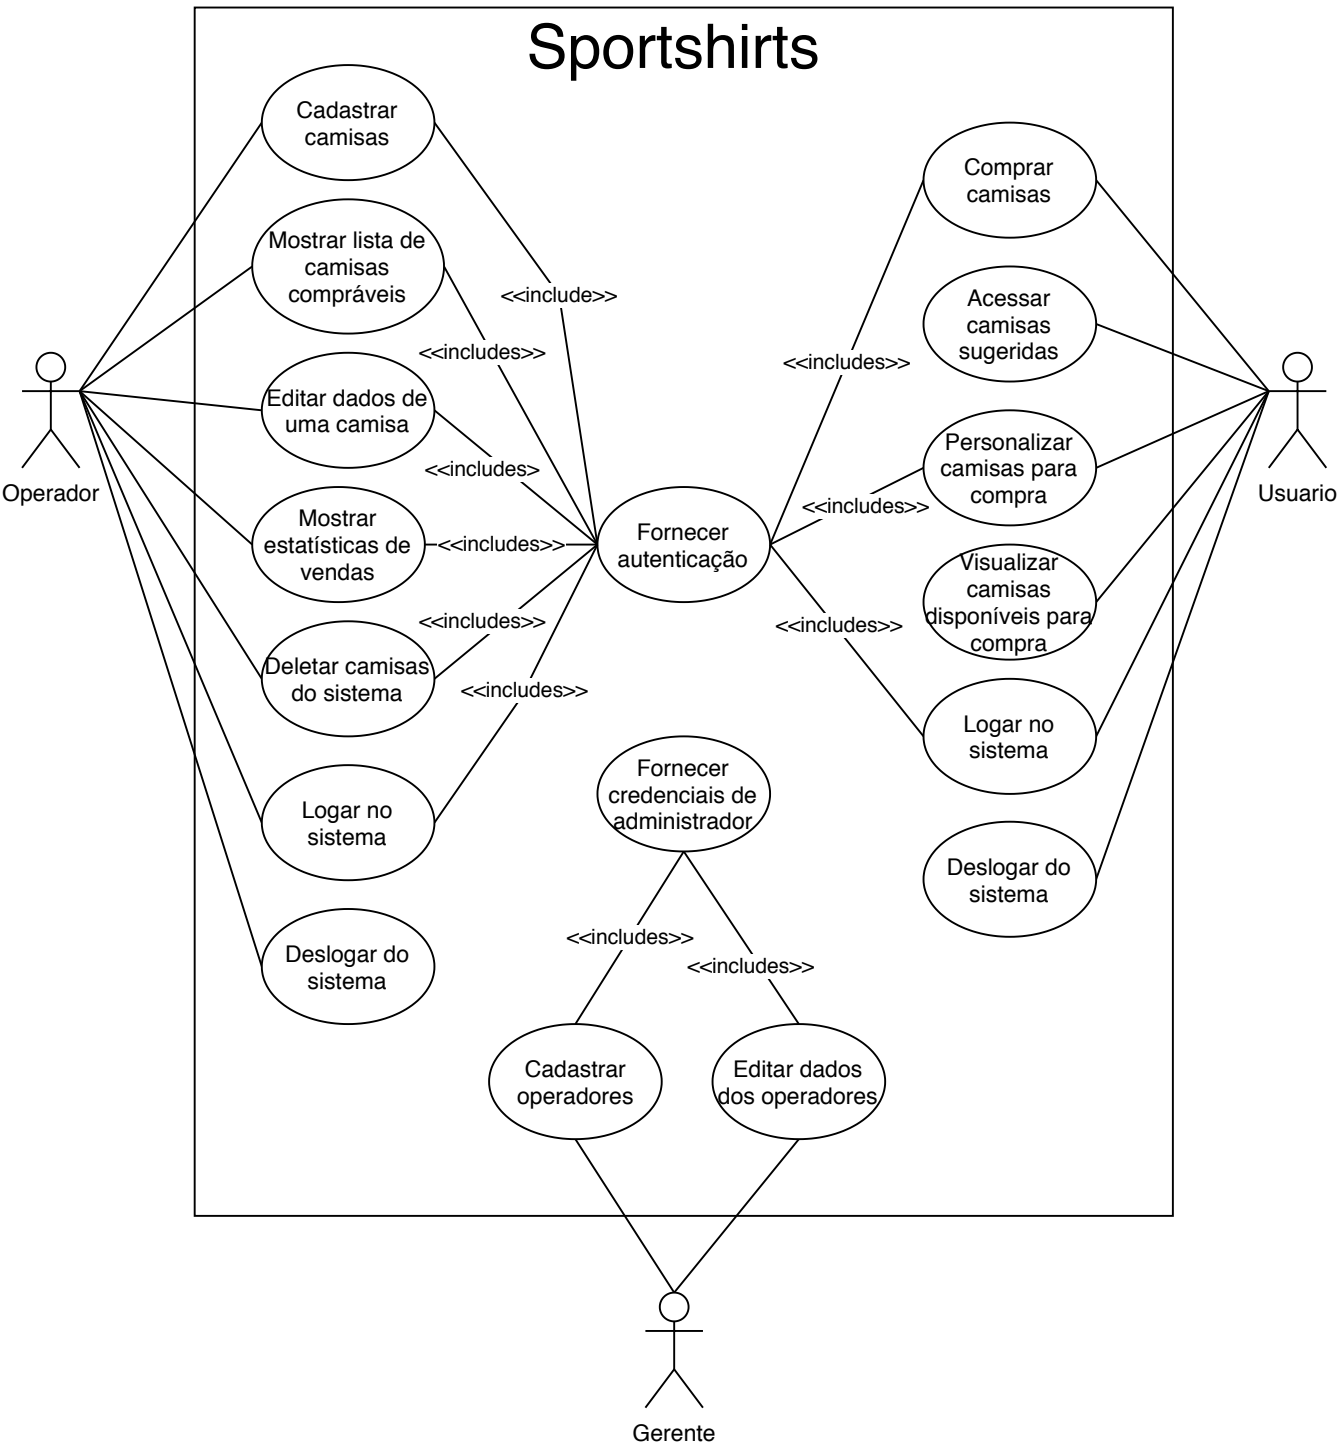 Sportshirts
Cadastrar
camisas
Mostrar lista de
camisas
compráveis
Editar dados de
uma camisa
Mostrar
estatísticas de
vendas
Deletar camisas
do sistema
Logar no
sistema
Deslogar do
sistema
Operador
<<include>>
<<includes>>
<<includes>
<<includes>>
<<includes>>
<<includes>>
Fornecer
autenticação
<<includes>>
<<includes>>
<<includes>>
Comprar
camisas
Acessar
camisas
sugeridas
Personalizar
camisas para
compra
Visualizar
camisas
disponíveis para
compra
Logar no
sistema
Deslogar do
sistema
Usuario
Fornecer
credenciais de
administrador
<<includes>>
<<includes>>
Cadastrar
operadores
Editar dados
dos operadores
Gerente